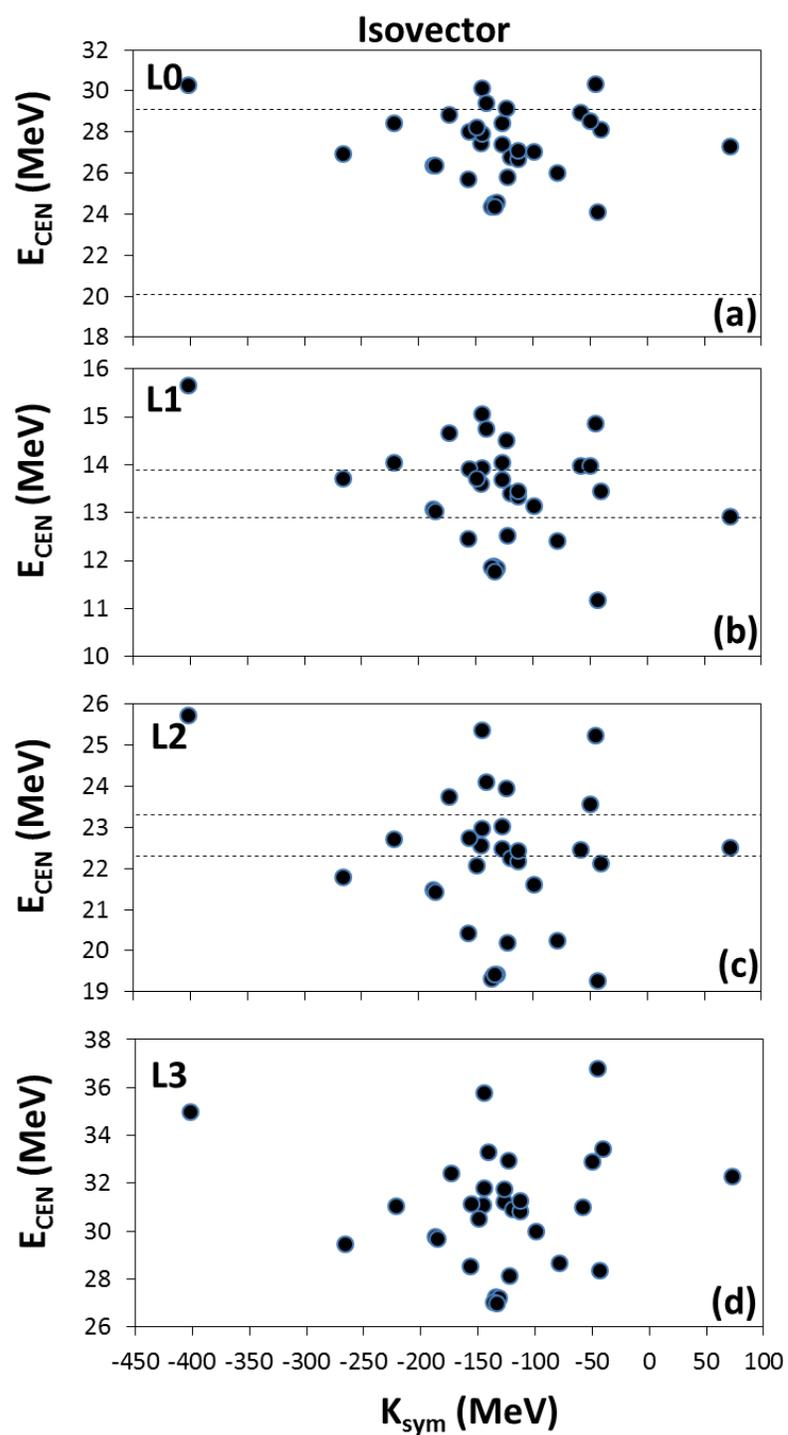 Isovector
32
30
28
26
24
22
20
18
E_CEN (MeV)
L0
(a)
16
15
14
13
12
11
10
E_CEN (MeV)
L1
(b)
26
25
24
23
22
21
20
19
E_CEN (MeV)
L2
(c)
38
36
34
32
30
28
26
E_CEN (MeV)
L3
(d)
-450 -400 -350 -300 -250 -200 -150 -100 -50 0 50 100
K_sym (MeV)